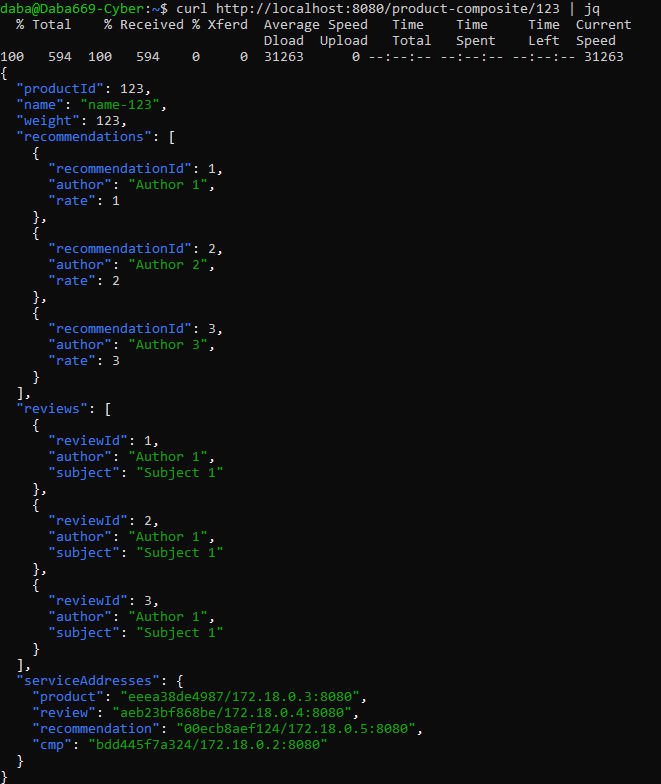 daba@Daba669-Cyber:~$ curl http://localhost:8080/product-composite/123 | jq
  % Total    % Received % Xferd  Average Speed   Time    Time     Time  Current
                                 Dload  Upload   Total   Spent    Left  Speed
100   594  100   594    0     0  31263      0 --:--:-- --:--:-- --:--:-- 31263
{
  "productId": 123,
  "name": "name-123",
  "weight": 123,
  "recommendations": [
    {
      "recommendationId": 1,
      "author": "Author 1",
      "rate": 1
    },
    {
      "recommendationId": 2,
      "author": "Author 2",
      "rate": 2
    },
    {
      "recommendationId": 3,
      "author": "Author 3",
      "rate": 3
    }
  ],
  "reviews": [
    {
      "reviewId": 1,
      "author": "Author 1",
      "subject": "Subject 1"
    },
    {
      "reviewId": 2,
      "author": "Author 1",
      "subject": "Subject 1"
    },
    {
      "reviewId": 3,
      "author": "Author 1",
      "subject": "Subject 1"
    }
  ],
  "serviceAddresses": {
    "product": "eeea38de4987/172.18.0.3:8080",
    "review": "aeb23bf868be/172.18.0.4:8080",
    "recommendation": "00ecb8aef124/172.18.0.5:8080",
    "cmp": "bdd445f7a324/172.18.0.2:8080"
  }
}